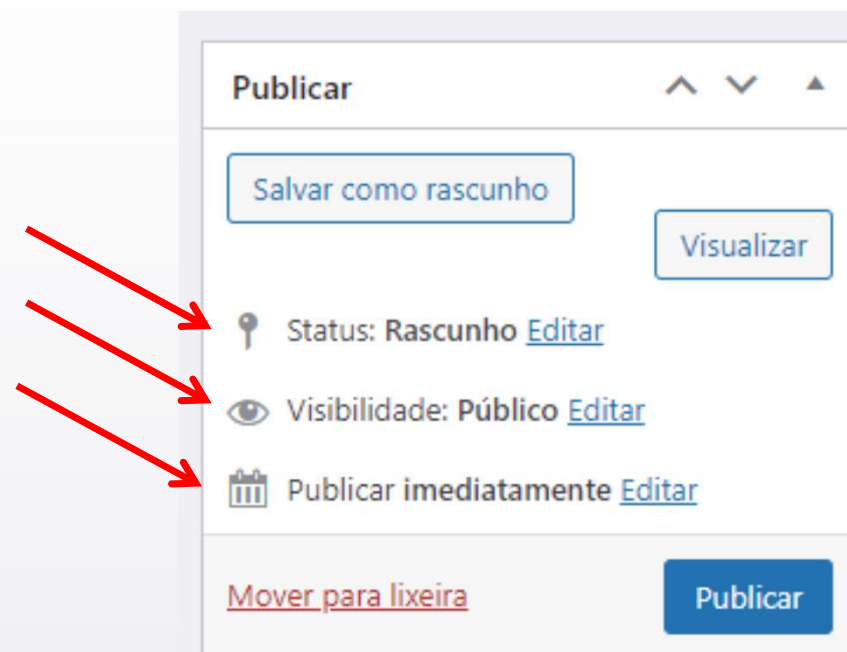 Publicar
Salvar como rascunho
Visualizar
Status: Rascunho Editar
Visibilidade: Público Editar
Publicar imediatamente Editar
Mover para lixeira
Publicar